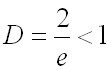 D = 2/e < 1